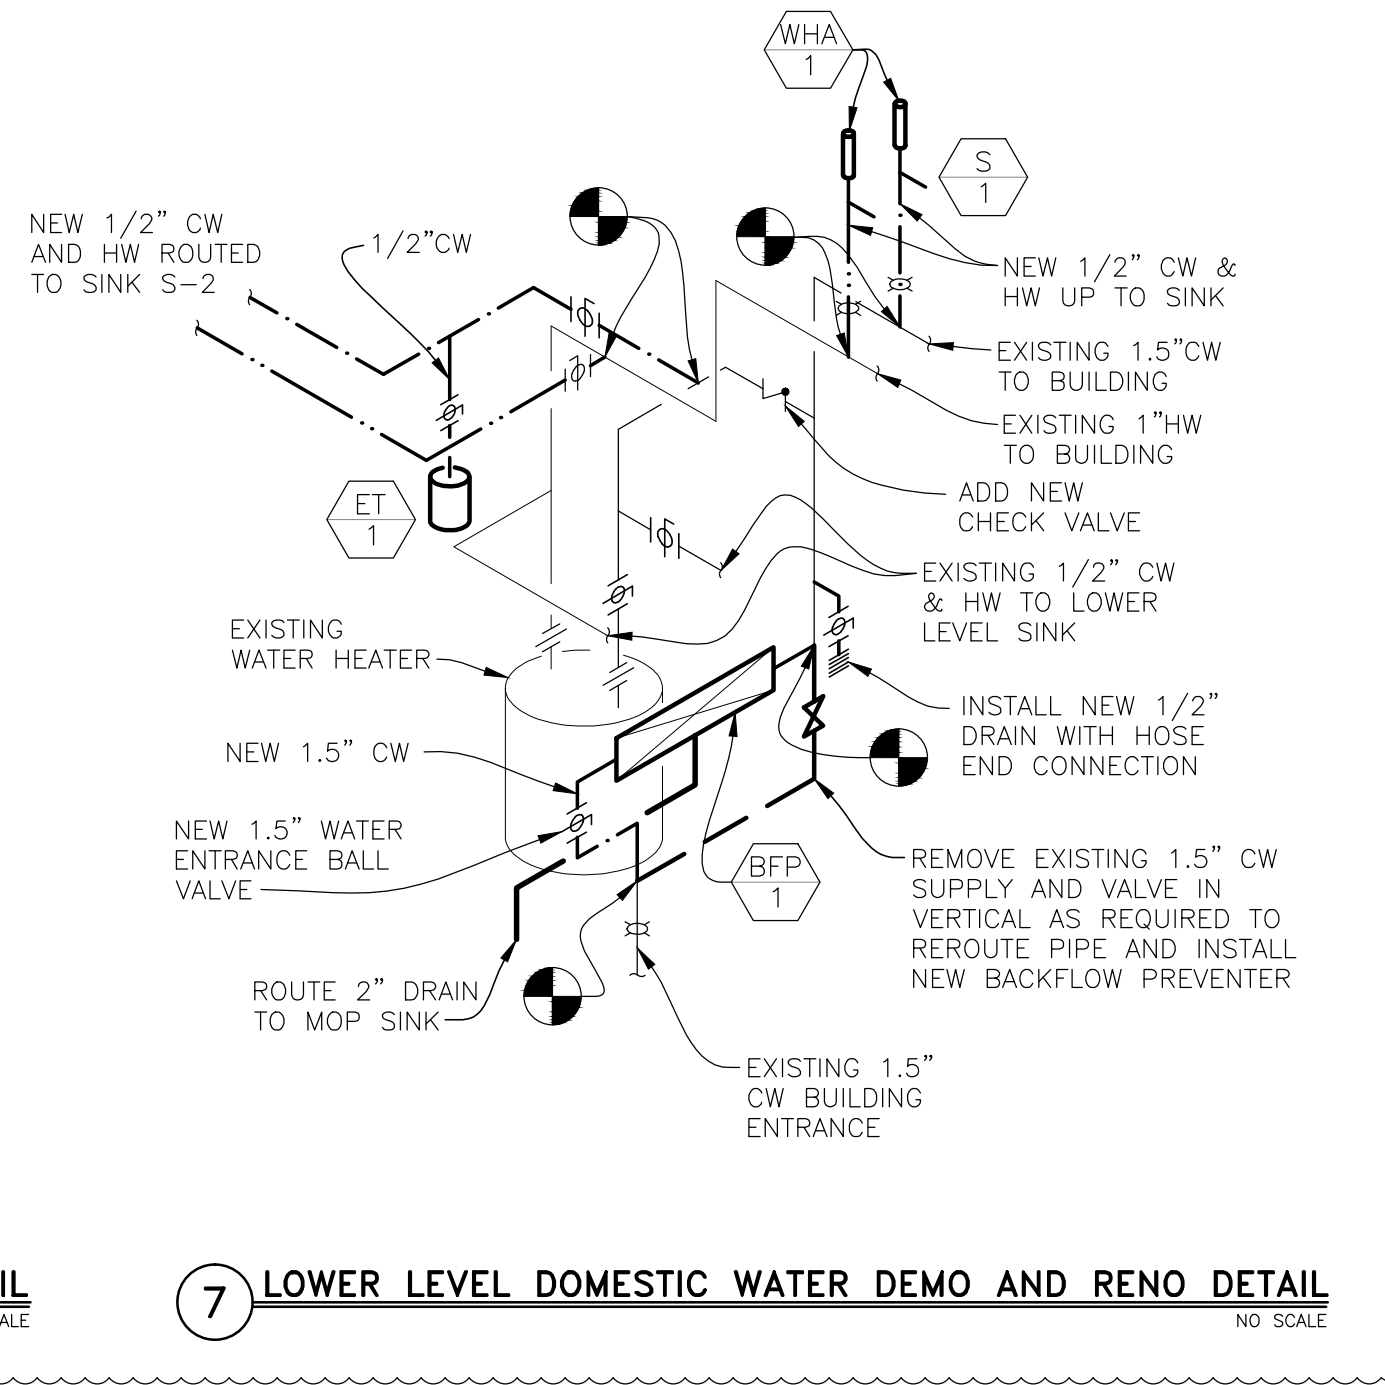 WHA
1
S
1
NEW 1/2" CW
AND HW ROUTED
TO SINK S-2
1/2"CW
NEW 1/2" CW &
HW UP TO SINK
EXISTING 1.5"CW
TO BUILDING
EXISTING 1"HW
TO BUILDING
ADD NEW
CHECK VALVE
ET
1
EXISTING 1/2" CW
& HW TO LOWER
LEVEL SINK
EXISTING
WATER HEATER
INSTALL NEW 1/2"
DRAIN WITH HOSE
END CONNECTION
NEW 1.5" CW
NEW 1.5" WATER
ENTRANCE BALL
VALVE
BFP
1
REMOVE EXISTING 1.5" CW
SUPPLY AND VALVE IN
VERTICAL AS REQUIRED TO
REROUTE PIPE AND INSTALL
NEW BACKFLOW PREVENTER
ROUTE 2" DRAIN
TO MOP SINK
EXISTING 1.5"
CW BUILDING
ENTRANCE
IL
ALE
7 LOWER LEVEL DOMESTIC WATER DEMO AND RENO DETAIL
NO SCALE